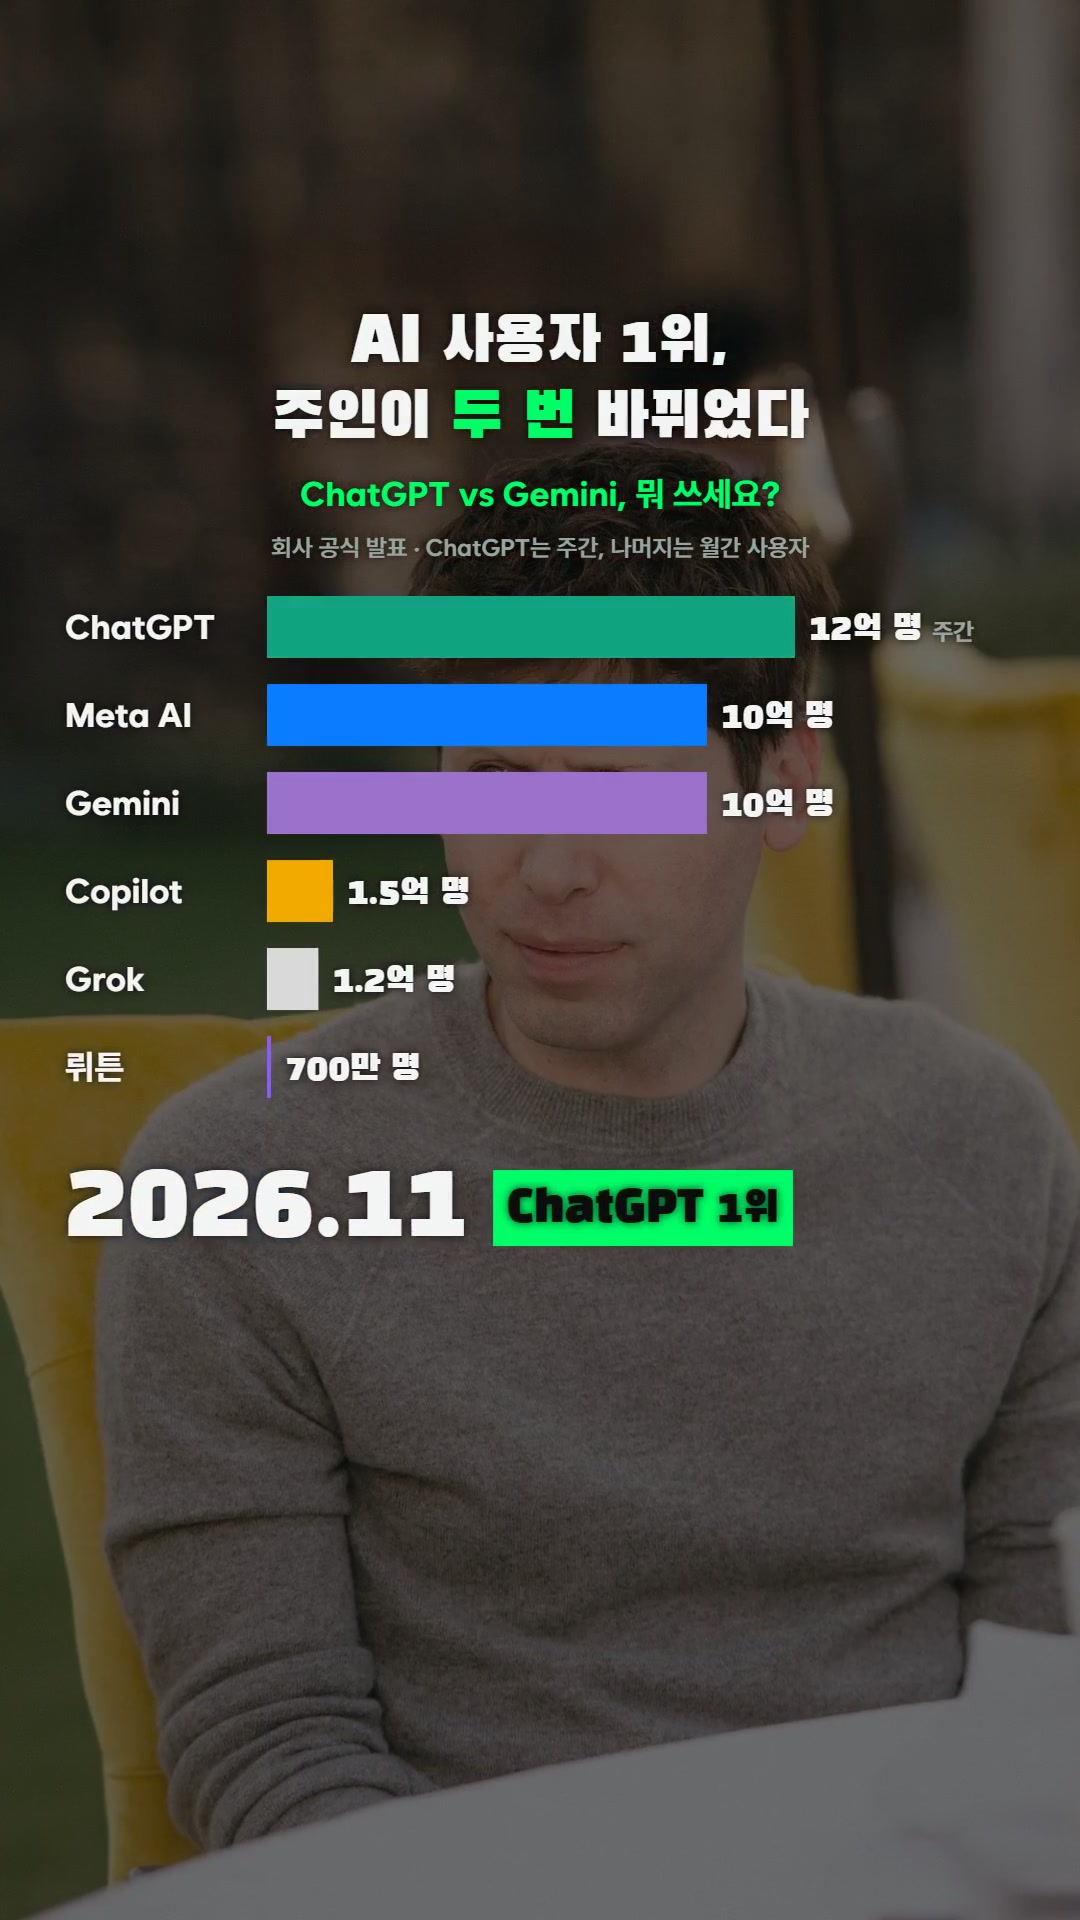 AI 사용자 1위,
주인이 두 번 바뀌었다
ChatGPT vs Gemini, 뭐 쓰세요?
회사 공식 발표 · ChatGPT는 주간, 나머지는 월간 사용자
ChatGPT 12억 명 주간
Meta AI 10억 명
Gemini 10억 명
Copilot 1.5억 명
Grok 1.2억 명
뤼튼 700만 명
2026.11 ChatGPT 1위